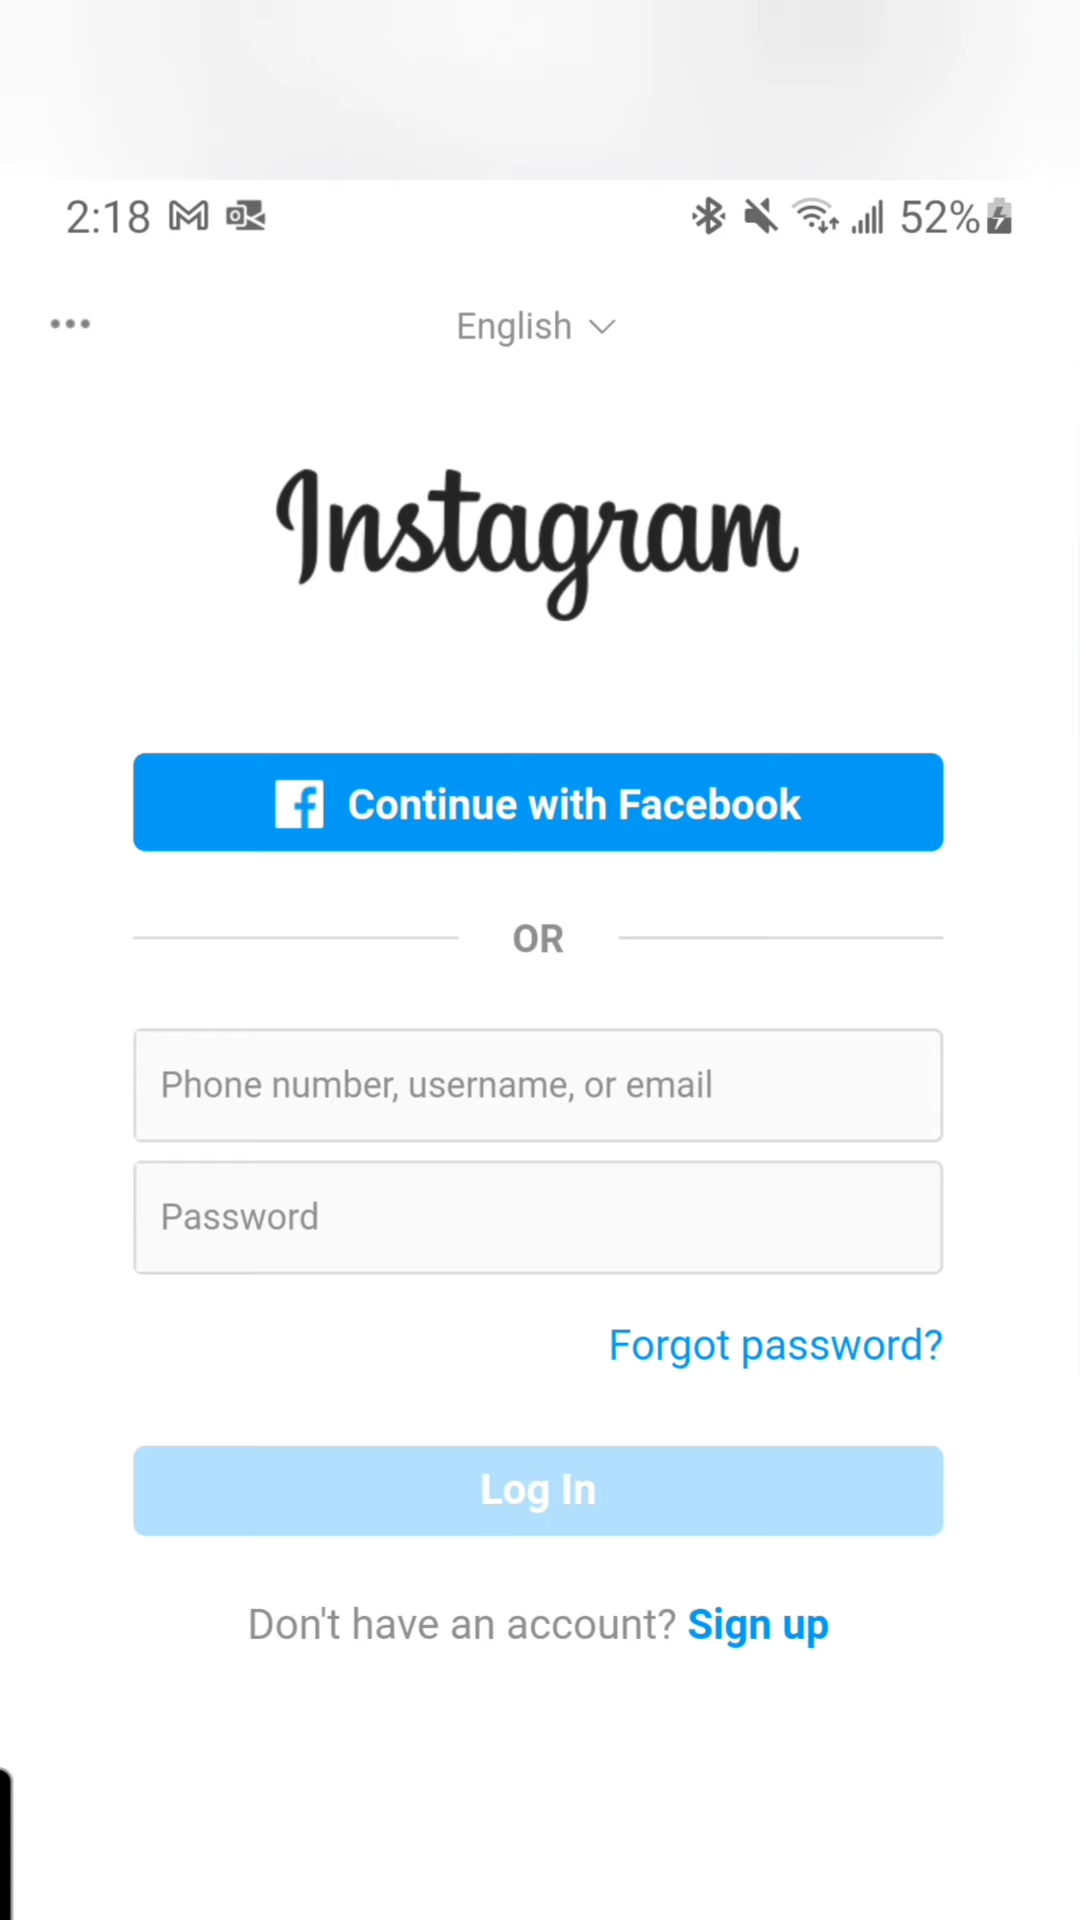 2:18 52%
English
Instagram
Continue with Facebook
OR
Phone number, username, or email
Password
Forgot password?
Log In
Don't have an account? Sign up